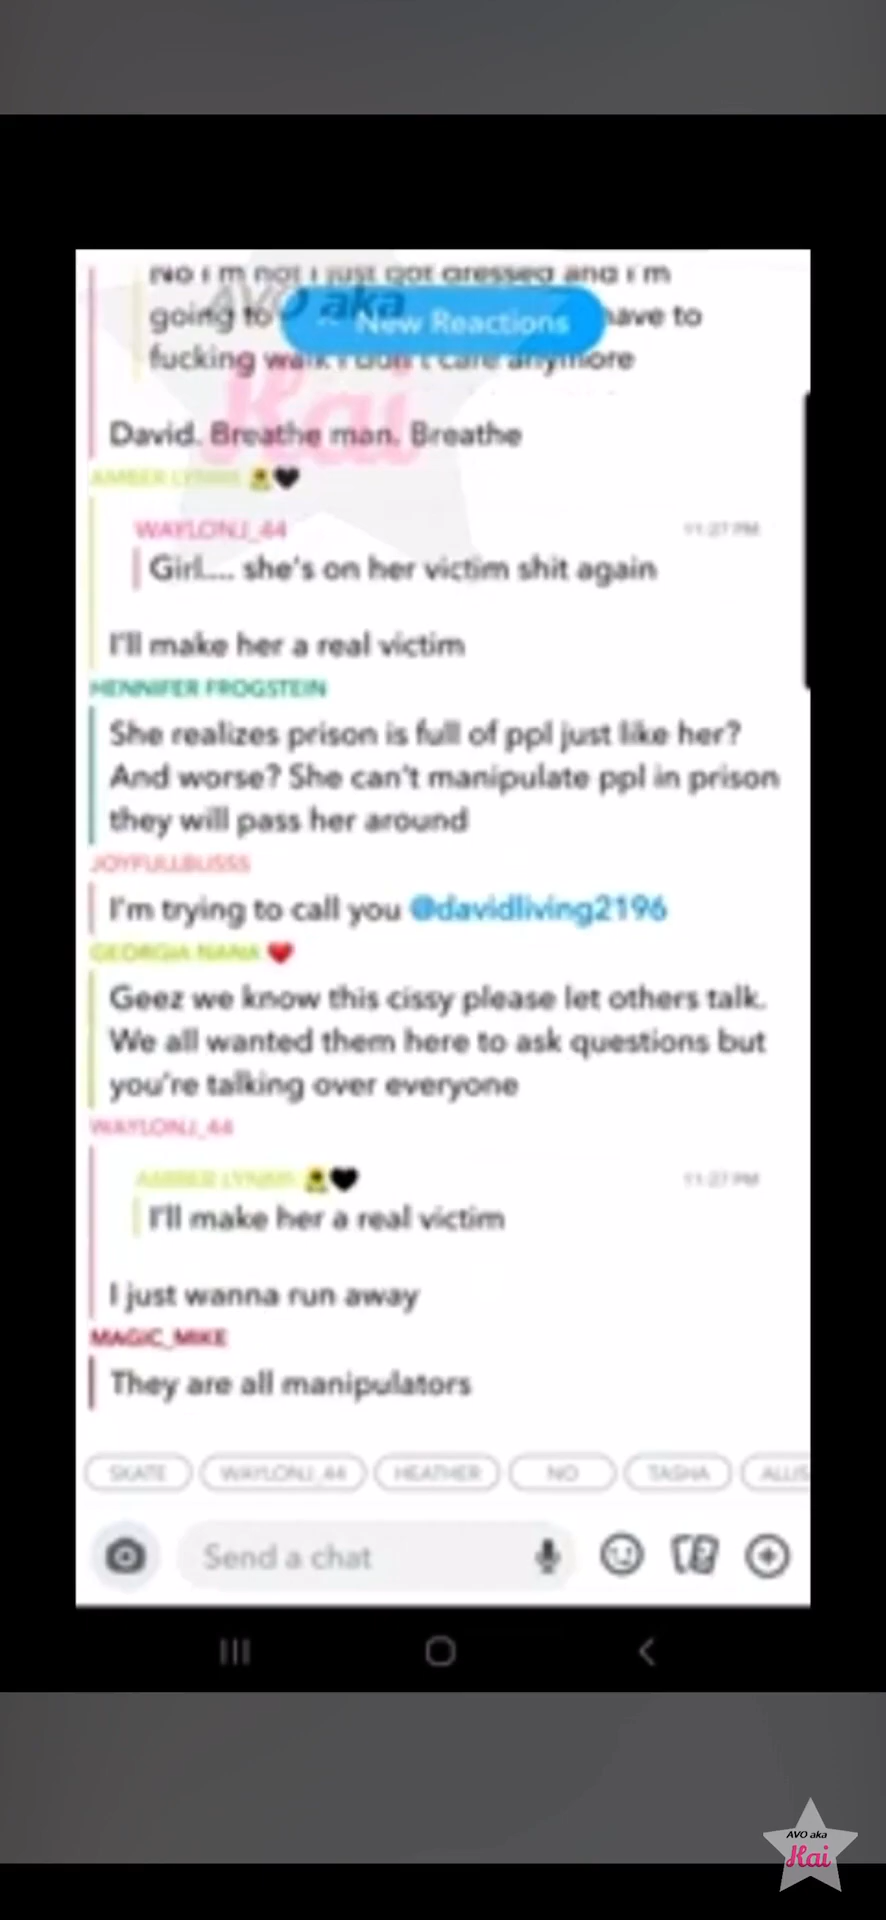 No I'm not I just got dressed and I'm
going to have to
fucking walk I don't care anymore
AVO aka
Kai
New Reactions
David. Breathe man. Breathe
AMBER
WAYLONJ_44 11:27 PM
Girl.... she's on her victim shit again
I'll make her a real victim
HENNIFER FROGSTEIN
She realizes prison is full of ppl just like her?
And worse? She can't manipulate ppl in prison
they will pass her around
JOYFULLBLISSS
I'm trying to call you @davidliving2196
GEORGIA NANA ❤️
Geez we know this cissy please let others talk.
We all wanted them here to ask questions but
you're talking over everyone
WAYLONJ_44
AMBER 11:27 PM
I'll make her a real victim
I just wanna run away
MAGIC_MIKE
They are all manipulators
SKATE WAYLONJ_44 HEATHER NO TASHA ALLIS
Send a chat
AVO aka
Kai